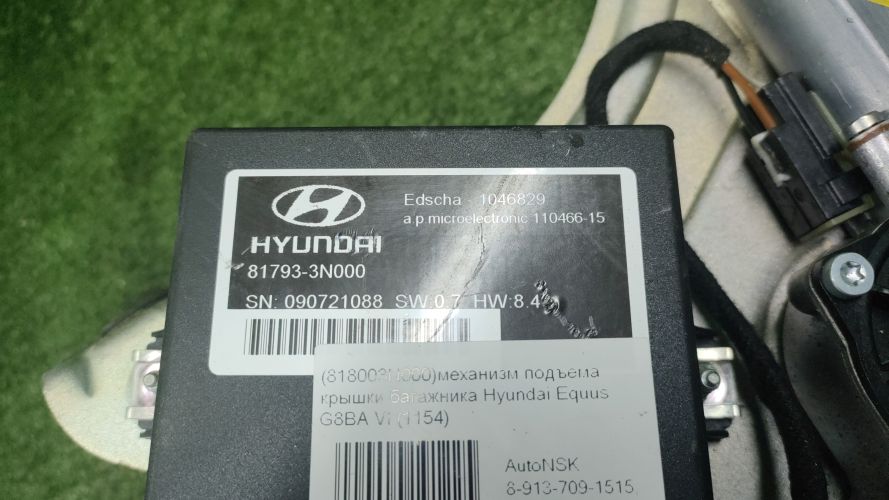 Edscha - 1046829
a.p.microelectronic 110466-15
HYUNDAI
81793-3N000
SN: 090721088 SW:0.7 HW:8.4
(818003N000)механизм подъема
крышки багажника Hyundai Equus
G8BA VI (1154)
AutoNSK
8-913-709-1515